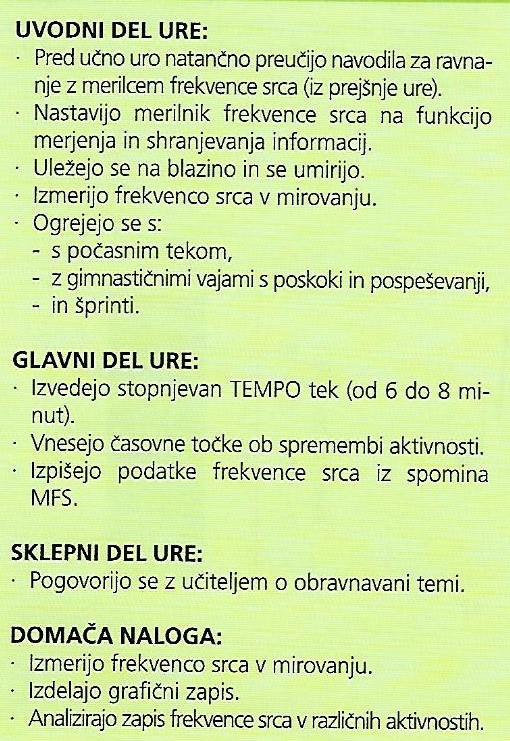 UVODNI DEL URE:
· Pred učno uro natančno preučijo navodila za ravna-
nje z merilcem frekvence srca (iz prejšnje ure).
· Nastavijo merilnik frekvence srca na funkcijo
merjenja in shranjevanja informacij.
· Uležejo se na blazino in se umirijo.
· Izmerijo frekvenco srca v mirovanju.
· Ogrejejo se s:
- s počasnim tekom,
- z gimnastičnimi vajami s poskoki in pospeševanji,
- in šprinti.
GLAVNI DEL URE:
· Izvedejo stopnjevan TEMPO tek (od 6 do 8 mi-
nut).
· Vnesejo časovne točke ob spremembi aktivnosti.
· Izpišejo podatke frekvence srca iz spomina
MFS.
SKLEPNI DEL URE:
· Pogovorijo se z učiteljem o obravnavani temi.
DOMAČA NALOGA:
· Izmerijo frekvenco srca v mirovanju.
· Izdelajo grafični zapis.
· Analizirajo zapis frekvence srca v različnih aktivnostih.